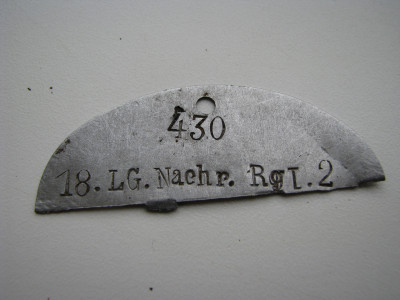 430
18. LG. Nachr. Rgt. 2